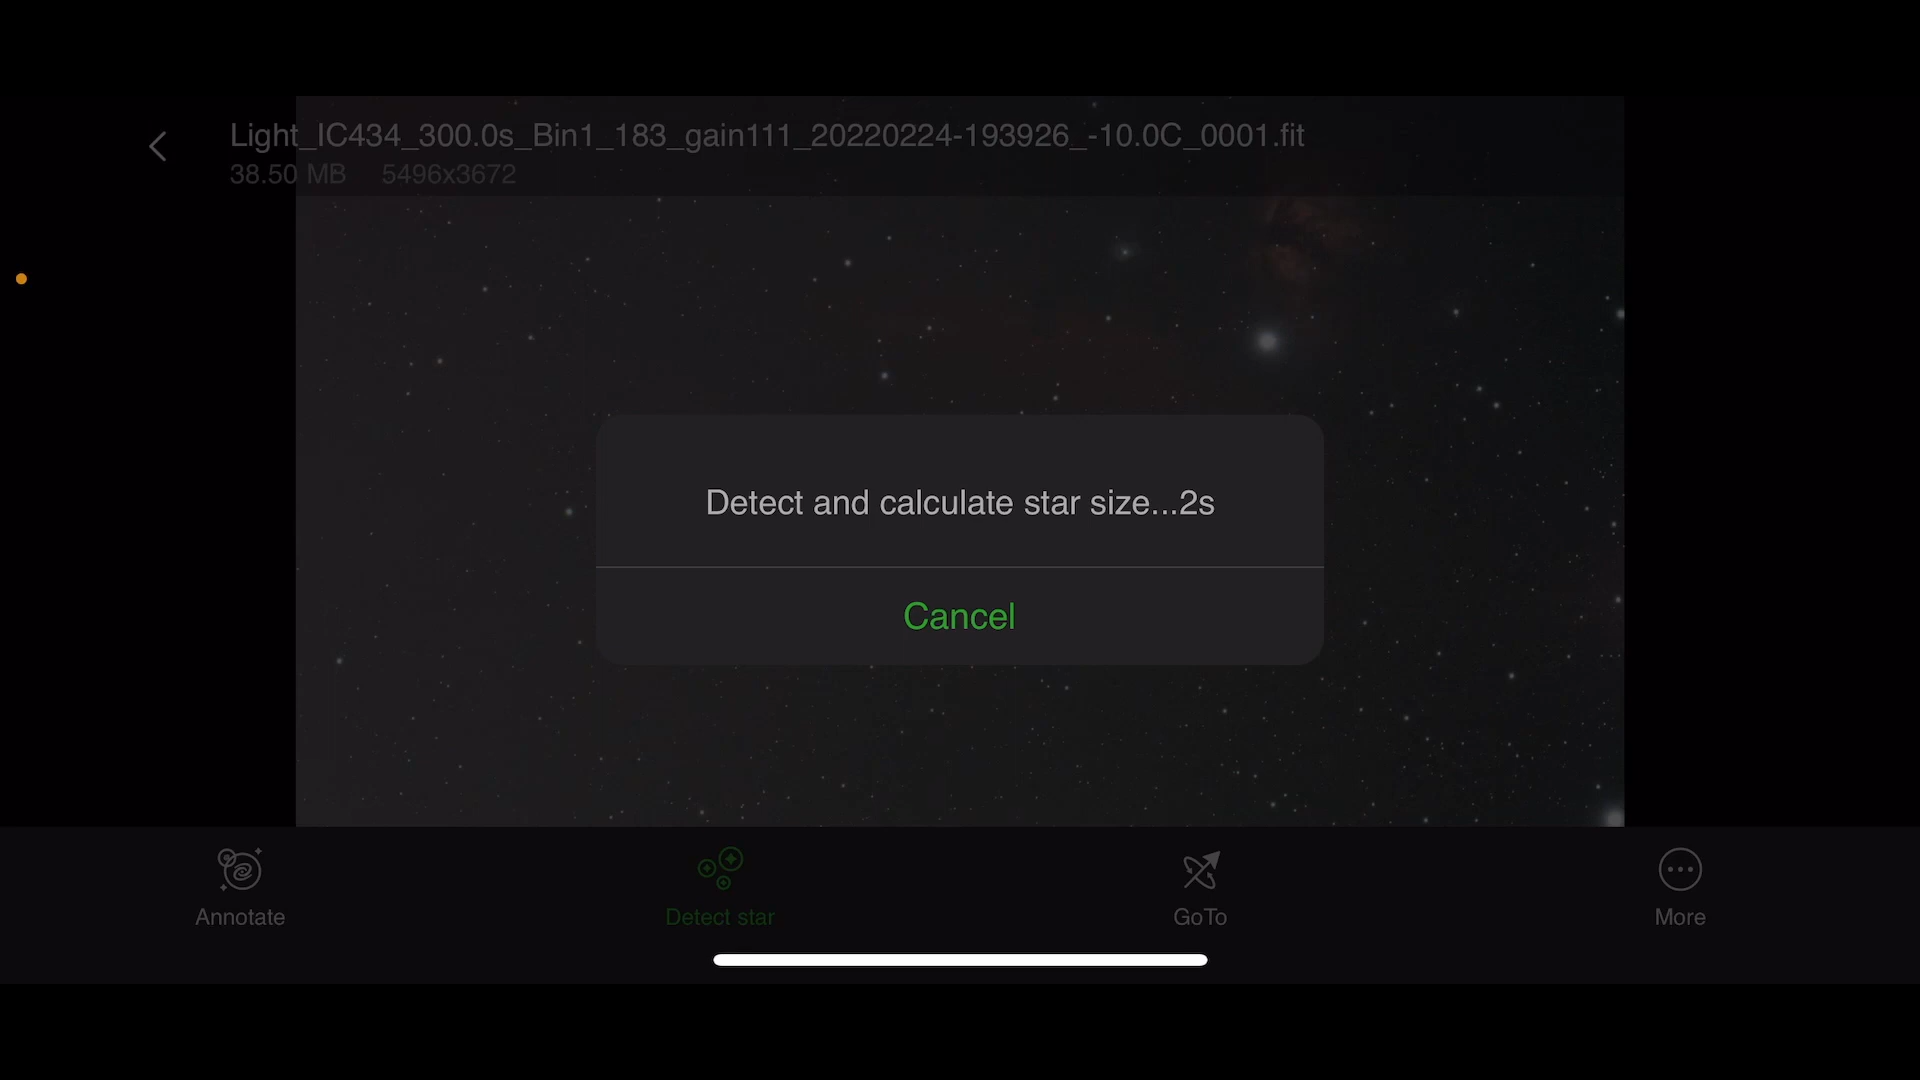 Light_IC434_300.0s_Bin1_183_gain111_20220224-193926_-10.0C_0001.fit
38.50 MB 5496x3672
Detect and calculate star size...2s
Cancel
Annotate
Detect star
GoTo
More